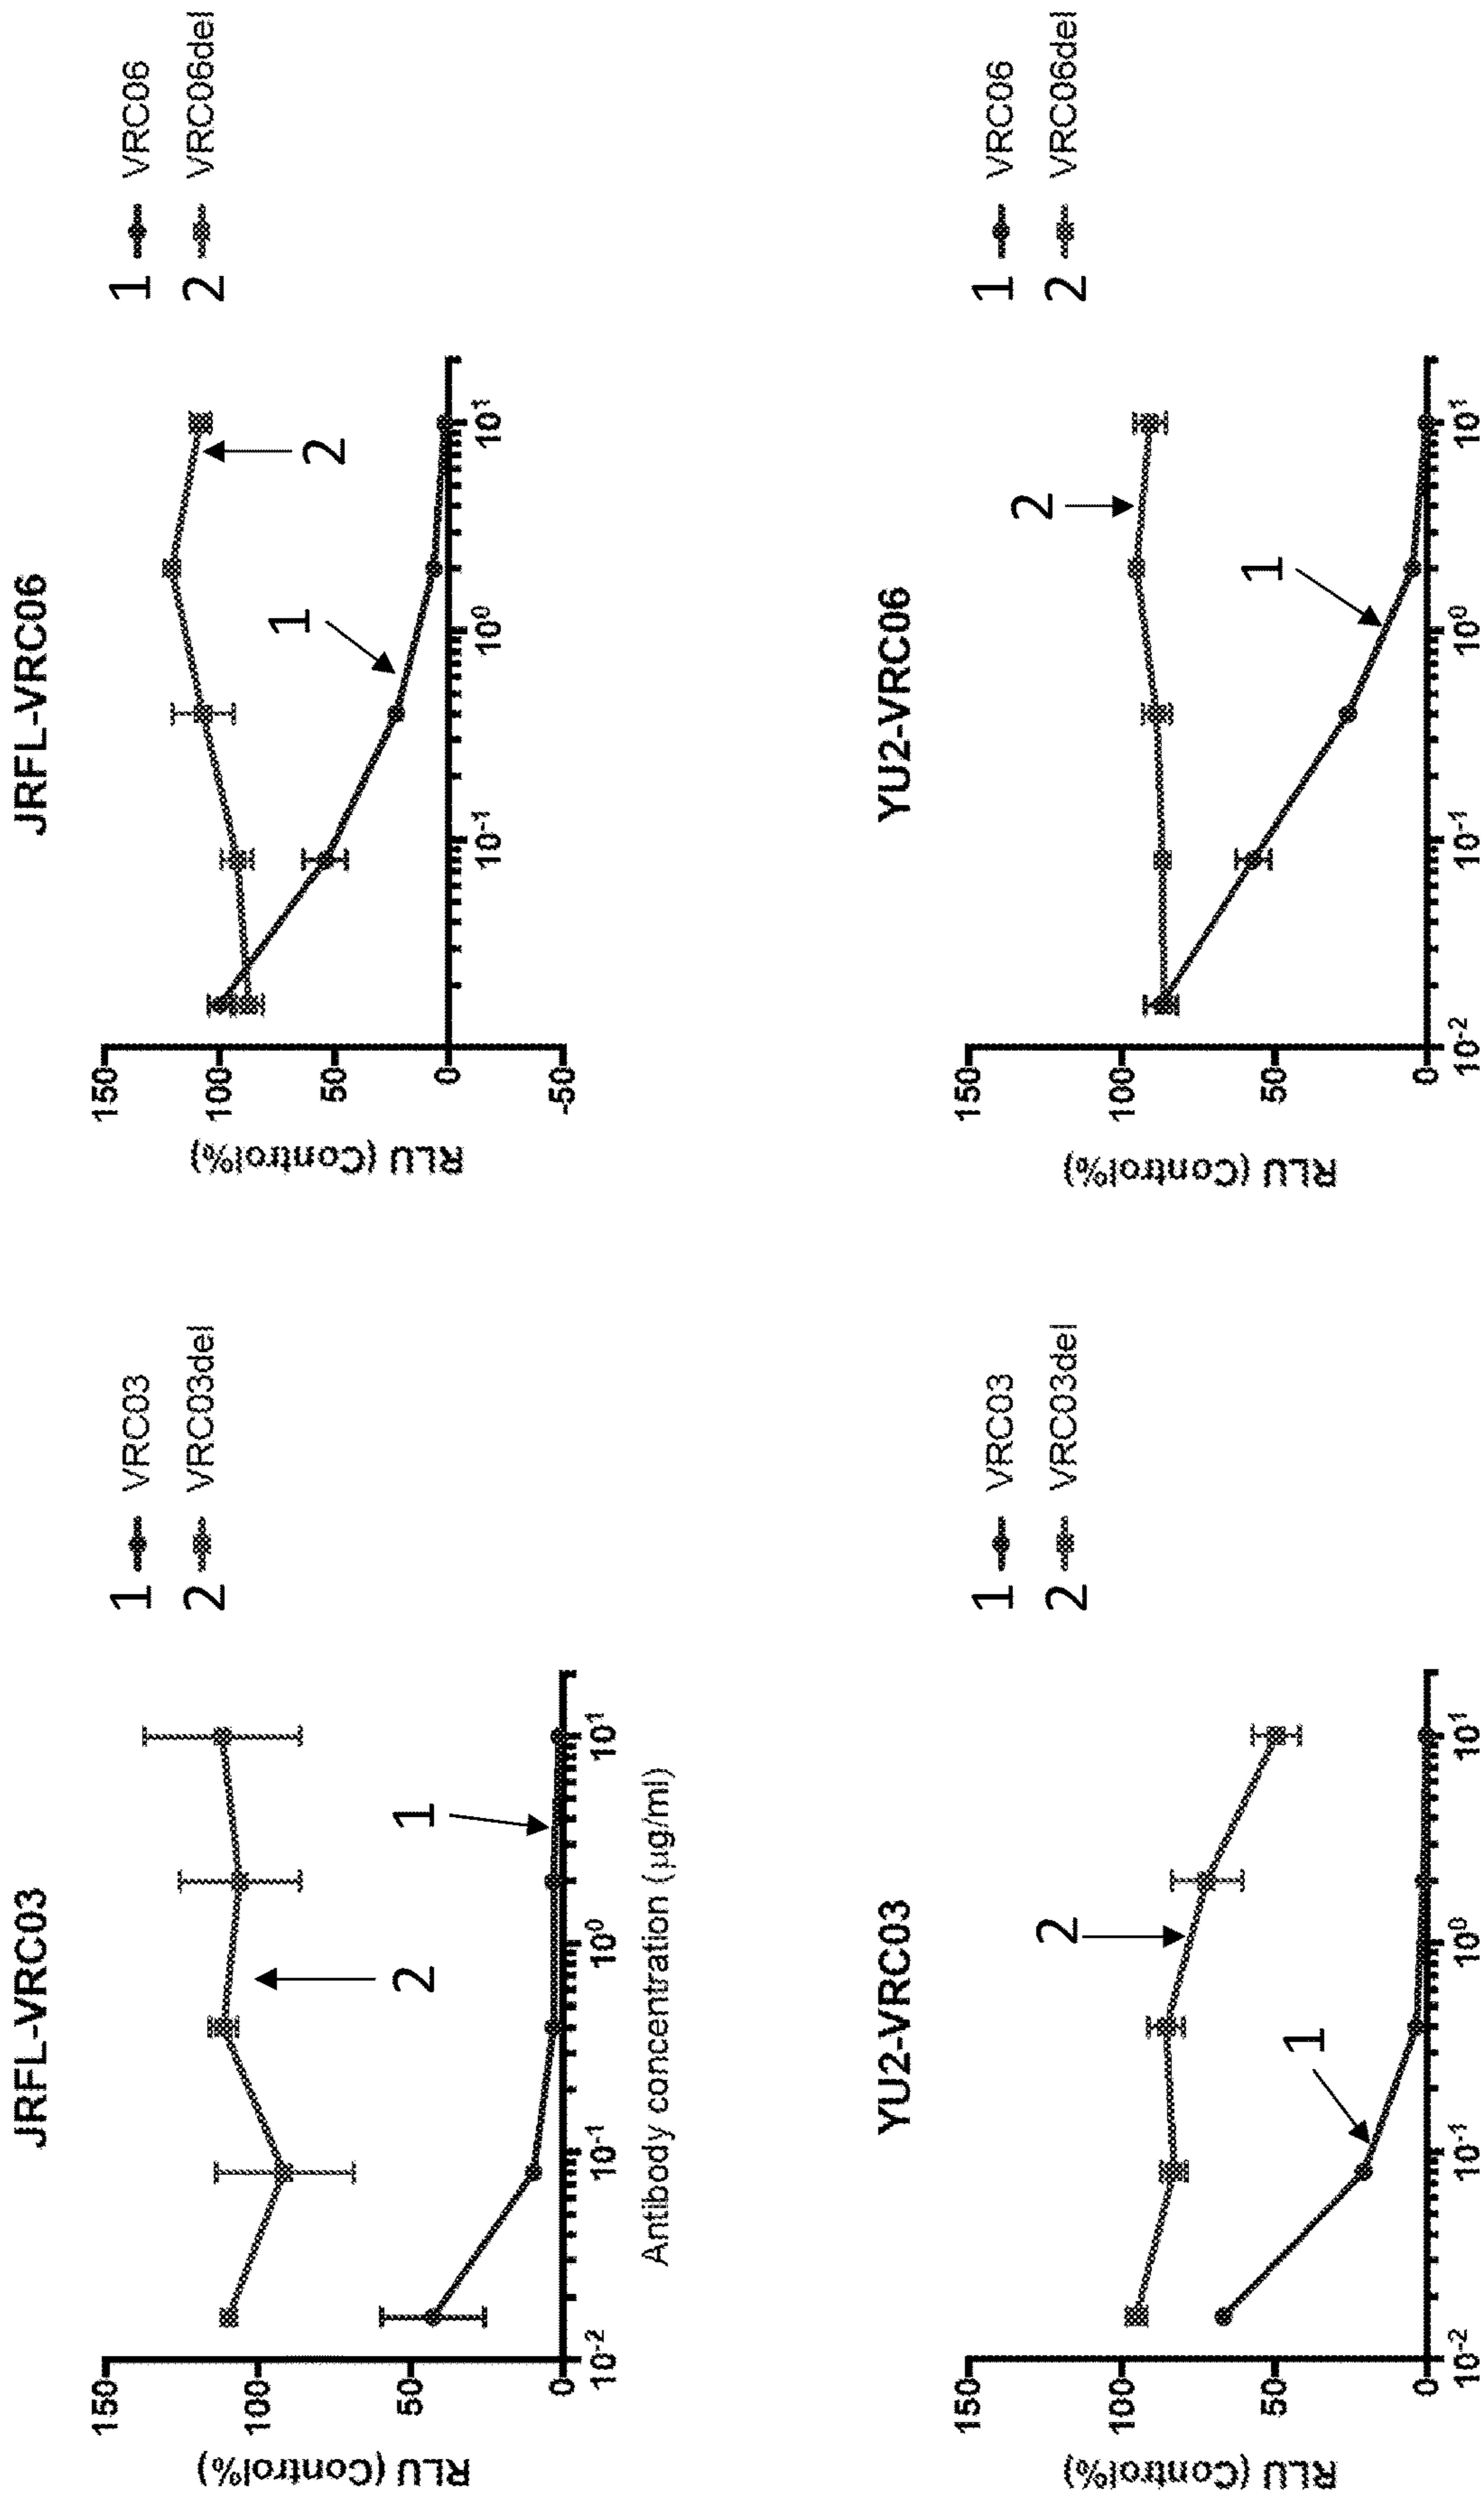 JRFL-VRC03
RLU (Control%)
150
100
50
0
10-2
10-1
100
101
Antibody concentration (µg/ml)
1
2
1 VRC03
2 VRC03del
JRFL-VRC06
RLU (Control%)
150
100
50
0
-50
10-1
100
101
1
2
1 VRC06
2 VRC06del
YU2-VRC03
RLU (Control%)
150
100
50
0
10-2
10-1
100
101
1
2
1 VRC03
2 VRC03del
YU2-VRC06
RLU (Control%)
150
100
50
0
10-2
10-1
100
101
1
2
1 VRC06
2 VRC06del